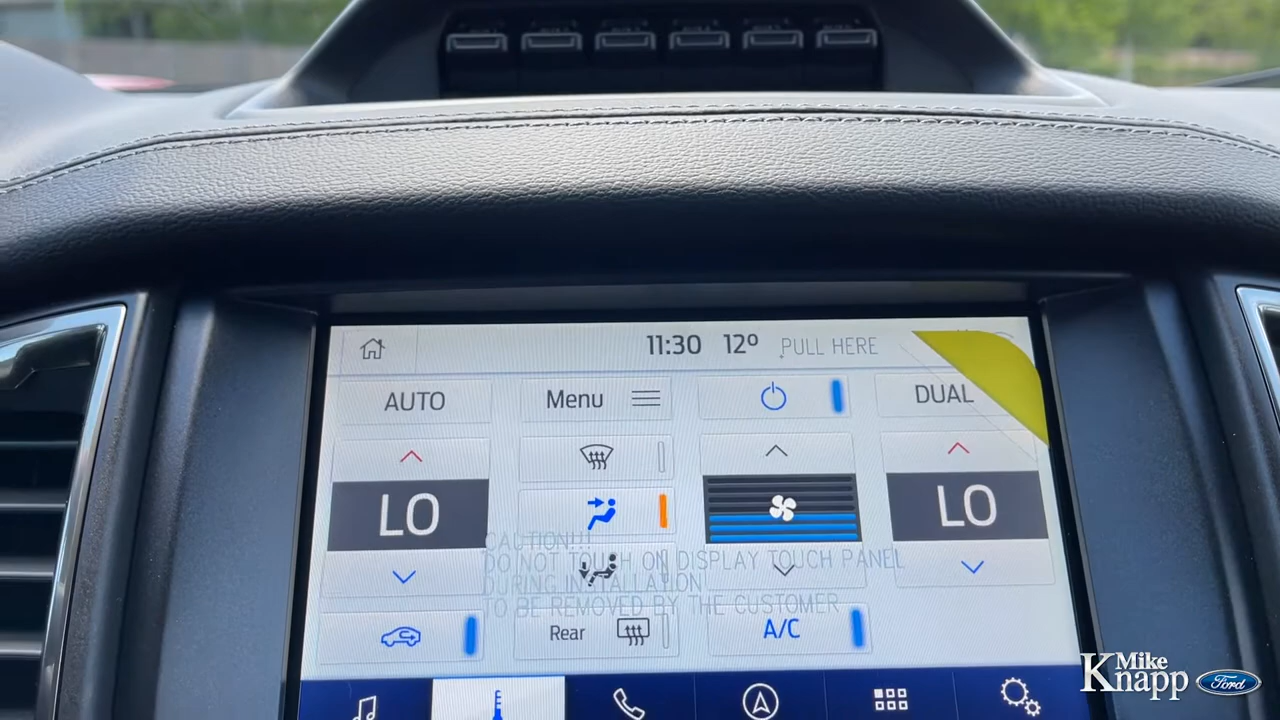 11:30 12° PULL HERE
AUTO Menu DUAL
LO LO
CAUTION!!!
DO NOT TOUCH ON DISPLAY TOUCH PANEL
DURING INSTALLATION
TO BE REMOVED BY THE CUSTOMER
Rear A/C
Mike
Knapp Ford